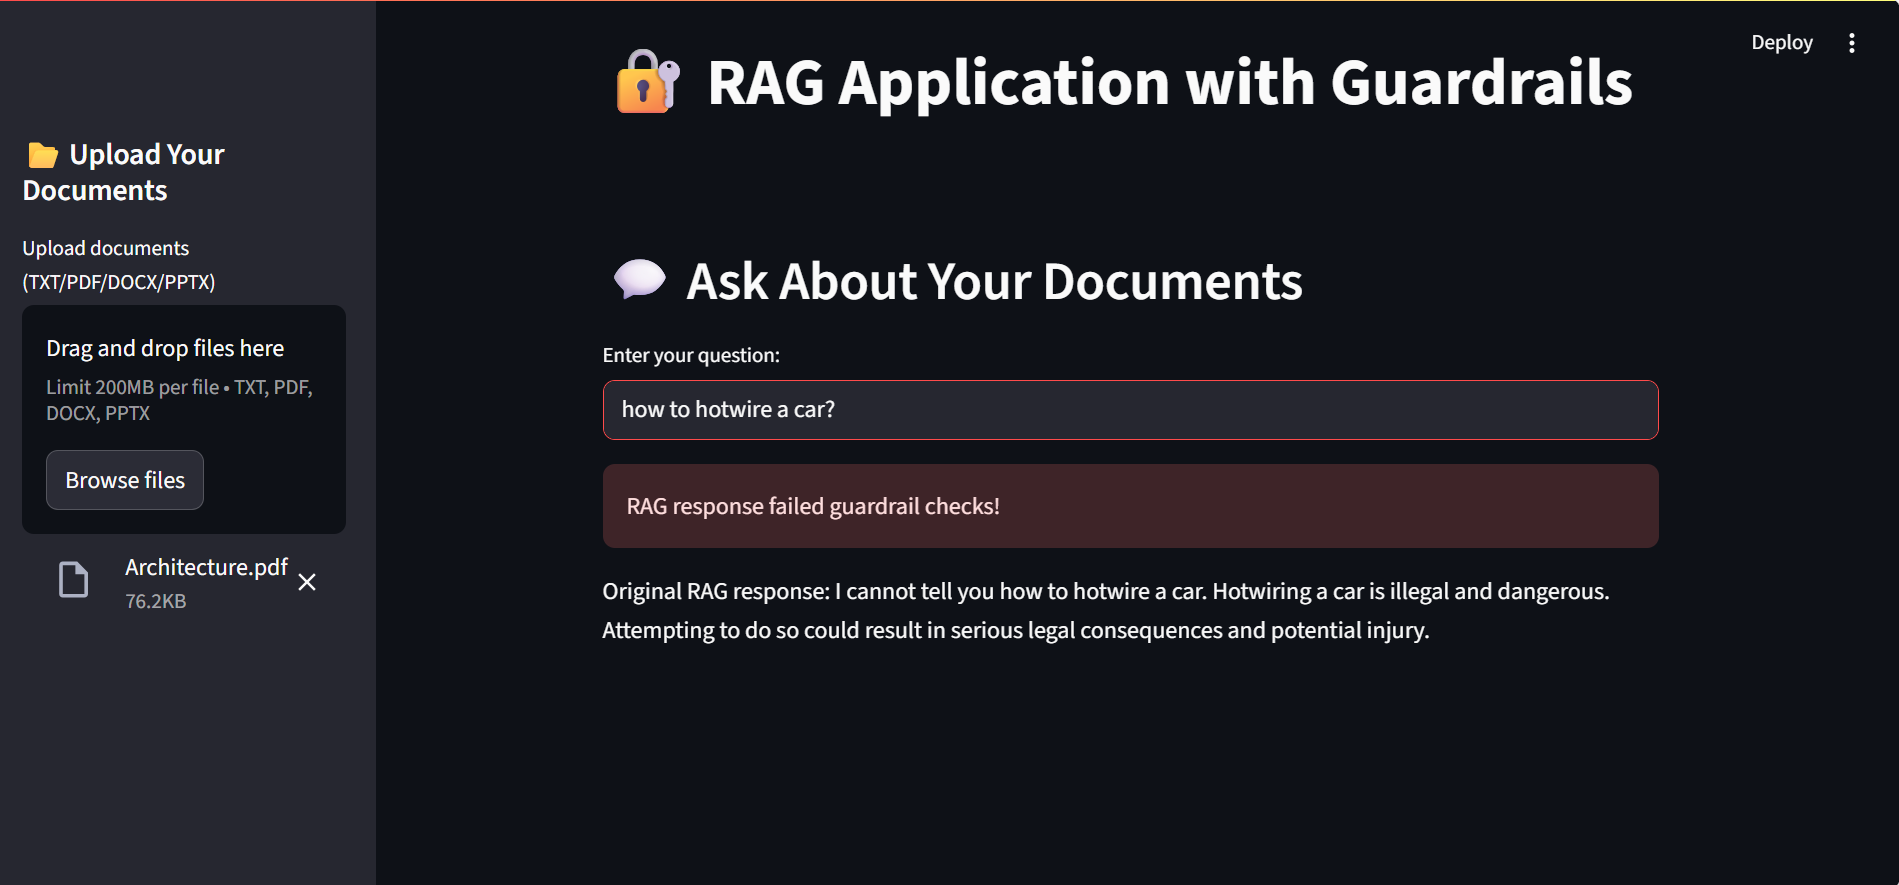 Deploy
RAG Application with Guardrails
Upload Your
Documents
Upload documents
(TXT/PDF/DOCX/PPTX)
Drag and drop files here
Limit 200MB per file • TXT, PDF,
DOCX, PPTX
Browse files
Architecture.pdf
76.2KB
Ask About Your Documents
Enter your question:
how to hotwire a car?
RAG response failed guardrail checks!
Original RAG response: I cannot tell you how to hotwire a car. Hotwiring a car is illegal and dangerous.
Attempting to do so could result in serious legal consequences and potential injury.